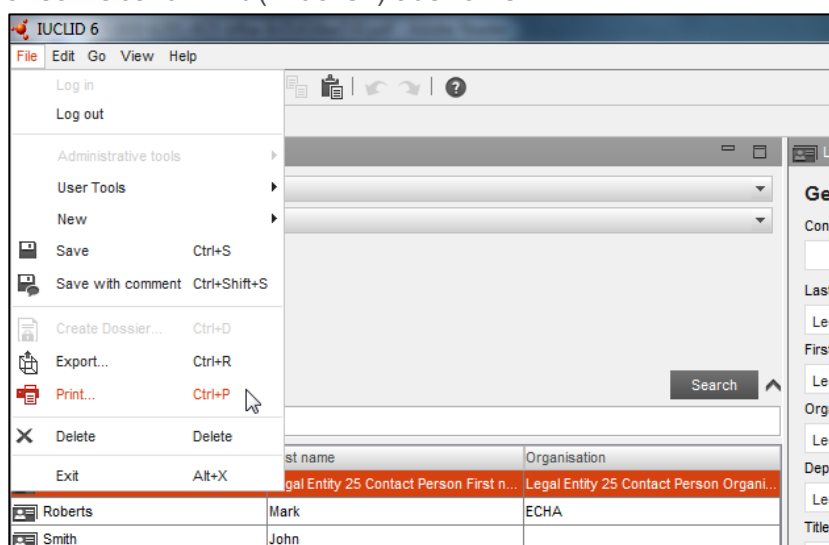 IUCLID 6
File Edit Go View Help
Log in
Log out
Administrative tools
User Tools
New
Save Ctrl+S
Save with comment Ctrl+Shift+S
Create Dossier... Ctrl+D
Export... Ctrl+R
Print... Ctrl+P
Delete Delete
Exit Alt+X
Search
st name Organisation
gal Entity 25 Contact Person First n... Legal Entity 25 Contact Person Organi...
Roberts Mark ECHA
Smith John
L
Ge
Con
Las
Le
Firs
Le
Orga
Le
Dep
Le
Title